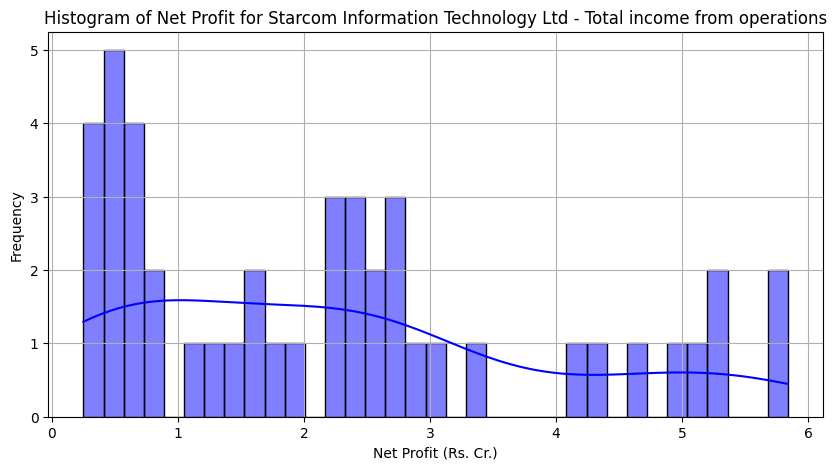 Histogram of Net Profit for Starcom Information Technology Ltd - Total income from operations
5
4
3
2
1
0
Frequency
0 1 2 3 4 5 6
Net Profit (Rs. Cr.)